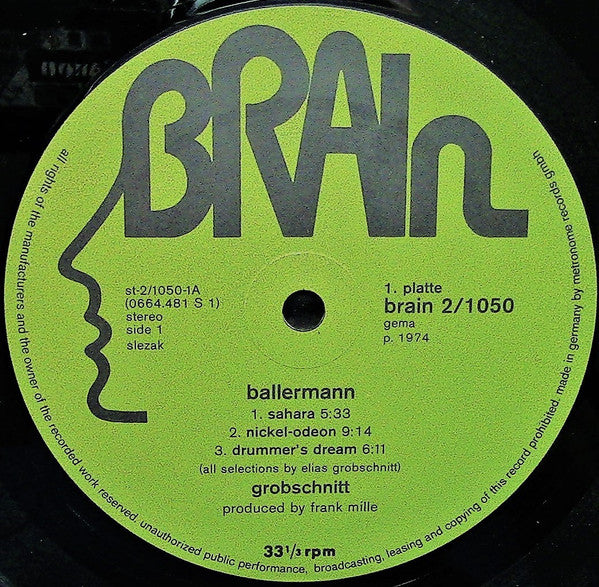 BRAIn
st-2/1050-1A
(0664.481 S 1)
stereo
side 1
slezak
1. platte
brain 2/1050
gema
p. 1974
ballermann
1. sahara 5:33
2. nickel-odeon 9:14
3. drummer's dream 6:11
(all selections by elias grobschnitt)
grobschnitt
produced by frank mille
33 1/3 rpm
all rights of the manufacturers and the owner of the recorded work reserved. unauthorized public performance, broadcasting, leasing and copying of this record prohibited. made in germany by metronome records gmbh